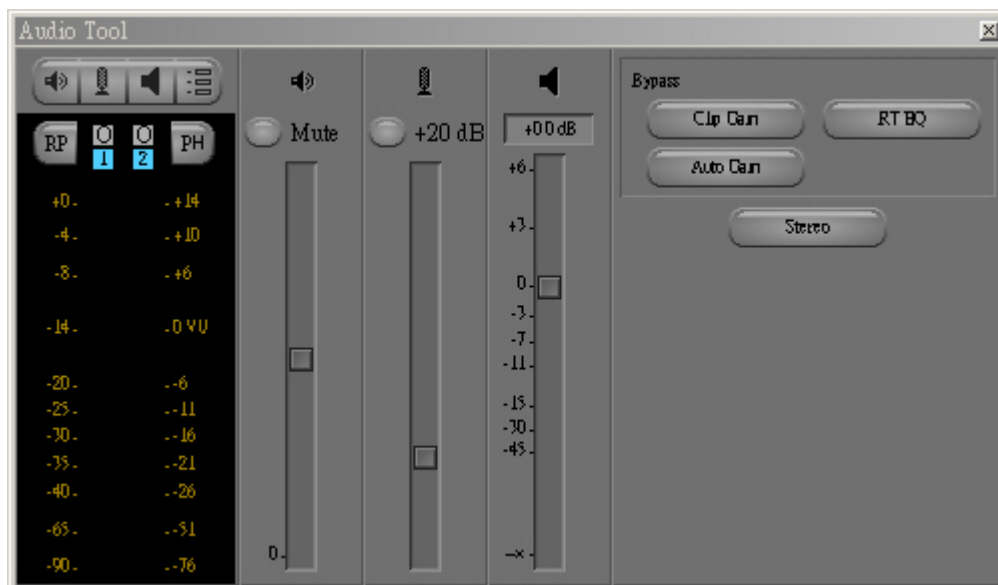 Audio Tool
RP 1 2 PH
+0 +14
-4 +10
-8 +6
-14 0 VU
-20 -6
-25 -11
-30 -16
-35 -21
-40 -26
-65 -51
-90 -76
Mute
0
+20 dB
+0.0 dB
+6
+3
0
-3
-7
-11
-15
-30
-45
-∞
Bypass
Clip Gain RT EQ
Auto Gain
Stereo